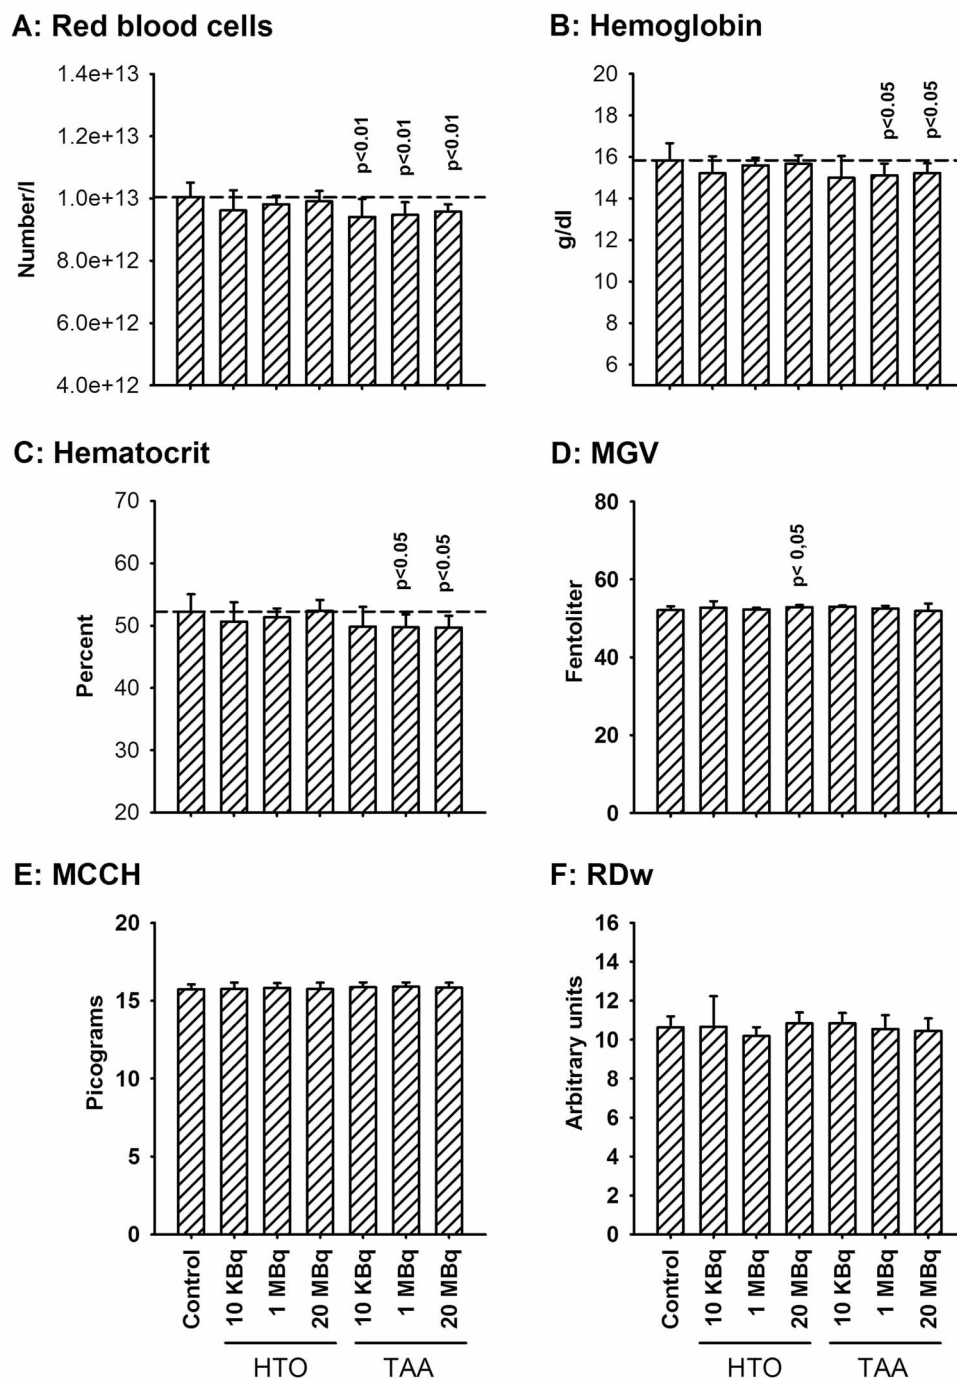 A: Red blood cells
1.4e+13
1.2e+13
1.0e+13
8.0e+12
6.0e+12
4.0e+12
Number/l
p<0.01
p<0.01
p<0.01
B: Hemoglobin
20
18
16
14
12
10
8
6
g/dl
p<0.05
p<0.05
C: Hematocrit
70
60
50
40
30
20
Percent
p<0.05
p<0.05
D: MGV
80
60
40
20
0
Fentoliter
p< 0,05
E: MCCH
20
15
10
5
0
Picograms
Control
10 KBq
1 MBq
20 MBq
10 KBq
1 MBq
20 MBq
HTO
TAA
F: RDw
16
14
12
10
8
6
4
2
0
Arbitrary units
Control
10 KBq
1 MBq
20 MBq
10 KBq
1 MBq
20 MBq
HTO
TAA